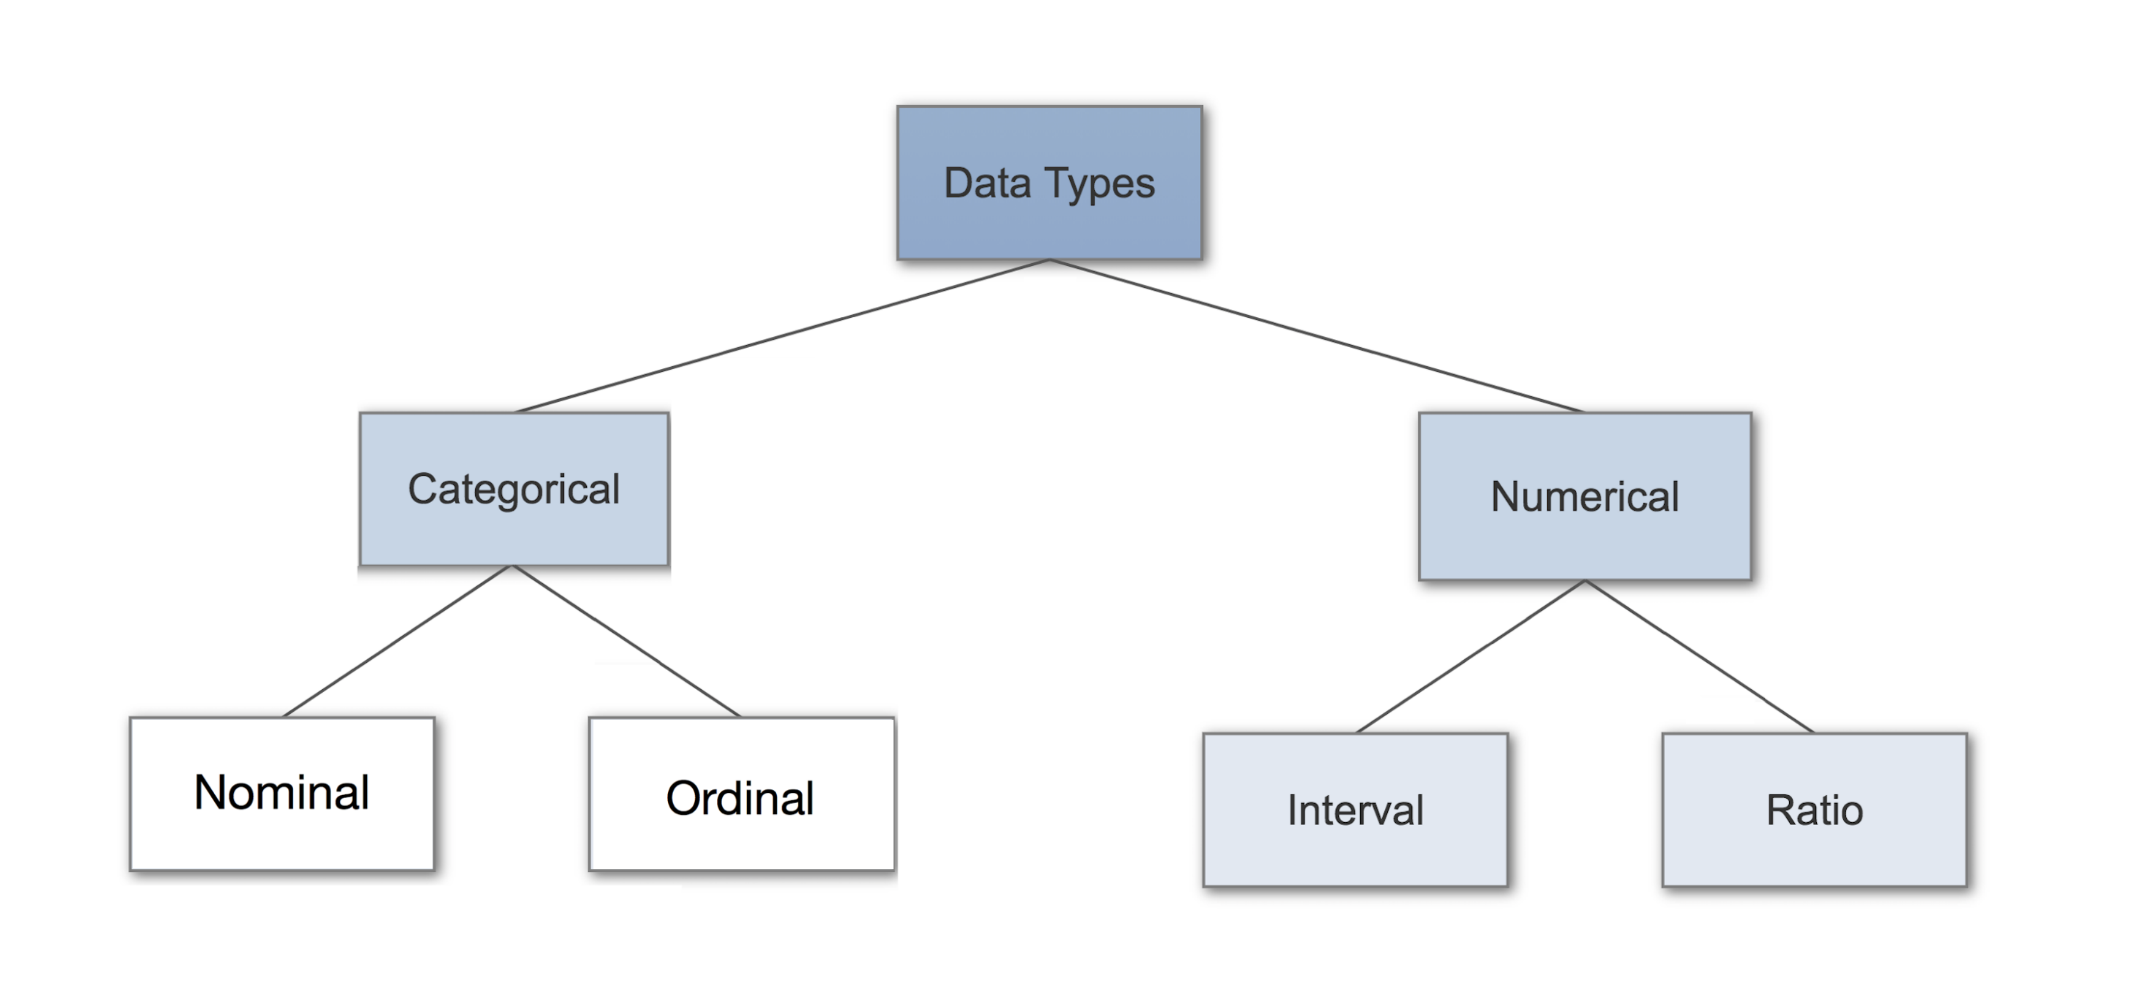 Data Types
Categorical
Numerical
Nominal
Ordinal
Interval
Ratio